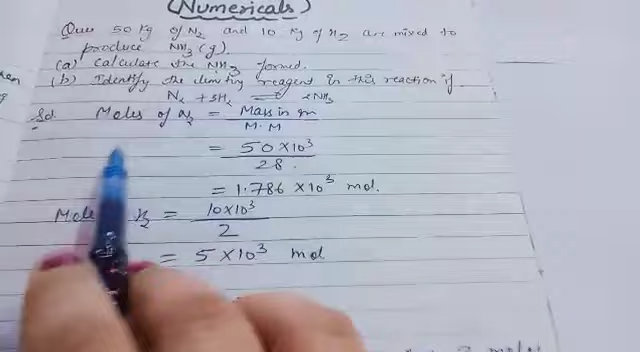 (Numericals)
Ques 50 kg of N2 and 10 kg of H2 are mixed to
produce NH3 (g).
(a) Calculate the NH3 formed.
(b) Identify the limiting reagent in this reaction if
N2 + 3H2 ⇌ 2NH3
Sol. Moles of N2 = Mass in gm / M.M
= 50 × 10³ / 28.
= 1.786 × 10³ mol.
Mole H2 = 10×10³ / 2
= 5 × 10³ mol